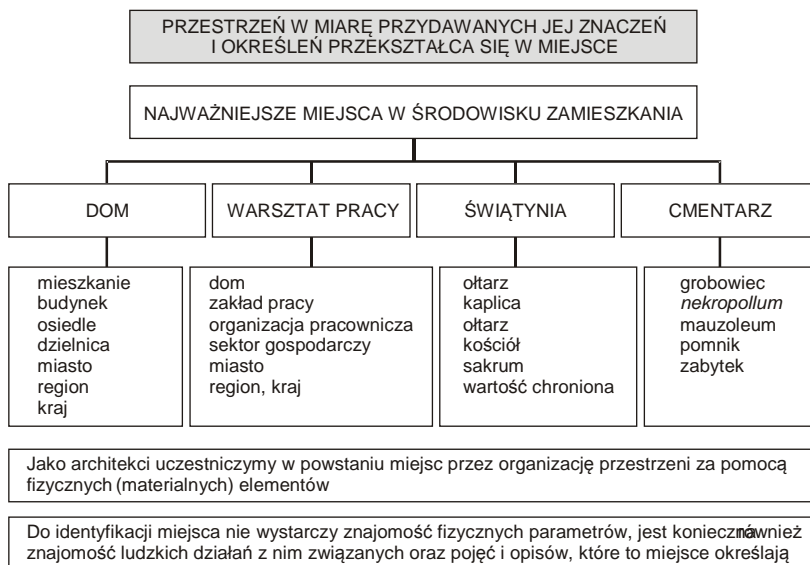 PRZESTRZEŃ W MIARĘ PRZYDAWANYCH JEJ ZNACZEŃ
I OKREŚLEŃ PRZEKSZTAŁCA SIĘ W MIEJSCE
NAJWAŻNIEJSZE MIEJSCA W ŚRODOWISKU ZAMIESZKANIA
DOM
WARSZTAT PRACY
ŚWIĄTYNIA
CMENTARZ
mieszkanie
budynek
osiedle
dzielnica
miasto
region
kraj
dom
zakład pracy
organizacja pracownicza
sektor gospodarczy
miasto
region, kraj
ołtarz
kaplica
ołtarz
kościół
sakrum
wartość chroniona
grobowiec
nekropollum
mauzoleum
pomnik
zabytek
Jako architekci uczestniczymy w powstaniu miejsc przez organizację przestrzeni za pomocą
fizycznych (materialnych) elementów
Do identyfikacji miejsca nie wystarczy znajomość fizycznych parametrów, jest konieczna również
znajomość ludzkich działań z nim związanych oraz pojęć i opisów, które to miejsce określają